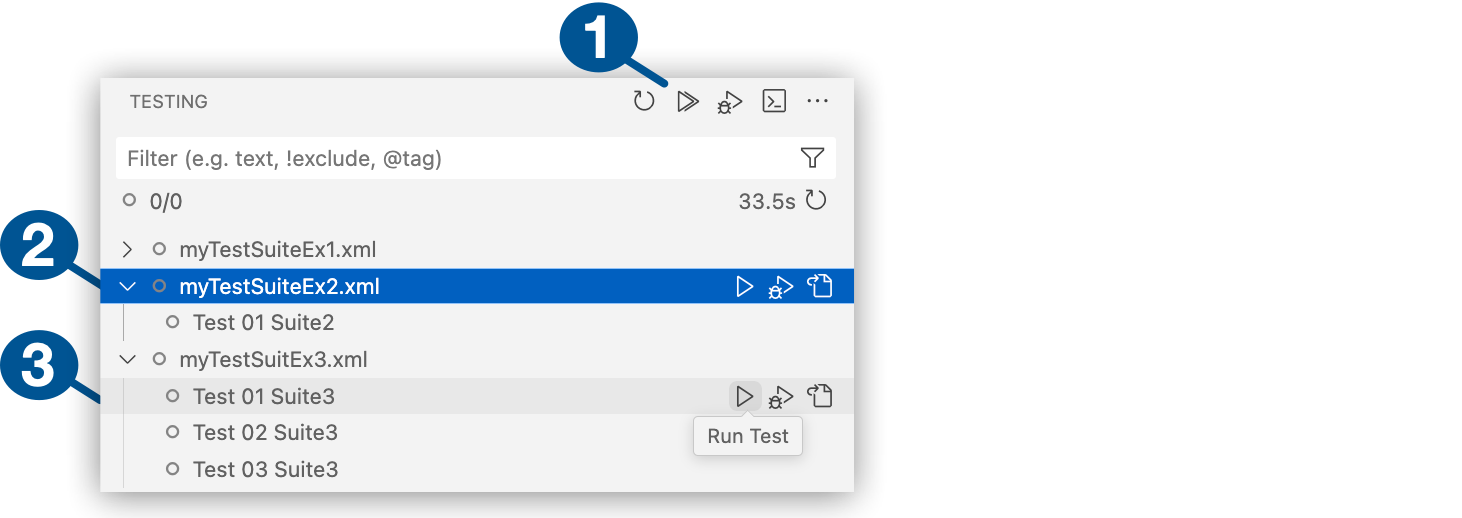 1
TESTING
Filter (e.g. text, !exclude, @tag)
0/0 33.5s
2
myTestSuiteEx1.xml
myTestSuiteEx2.xml
Test 01 Suite2
3
myTestSuitEx3.xml
Test 01 Suite3
Test 02 Suite3
Run Test
Test 03 Suite3